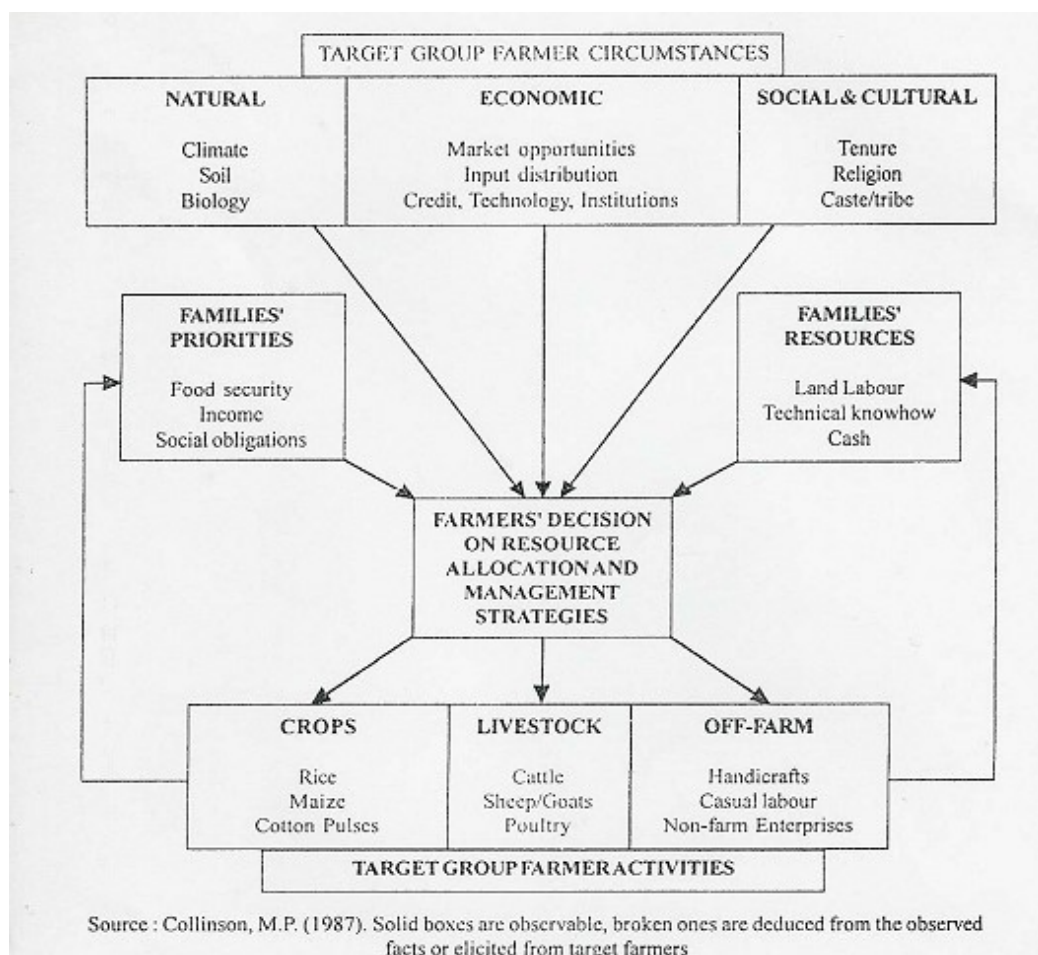 TARGET GROUP FARMER CIRCUMSTANCES
NATURAL
Climate
Soil
Biology
ECONOMIC
Market opportunities
Input distribution
Credit, Technology, Institutions
SOCIAL & CULTURAL
Tenure
Religion
Caste/tribe
FAMILIES'
PRIORITIES
Food security
Income
Social obligations
FAMILIES'
RESOURCES
Land Labour
Technical knowhow
Cash
FARMERS' DECISION
ON RESOURCE
ALLOCATION AND
MANAGEMENT
STRATEGIES
CROPS
Rice
Maize
Cotton Pulses
LIVESTOCK
Cattle
Sheep/Goats
Poultry
OFF-FARM
Handicrafts
Casual labour
Non-farm Enterprises
TARGET GROUP FARMER ACTIVITIES
Source : Collinson, M.P. (1987). Solid boxes are observable, broken ones are deduced from the observed
facts or elicited from target farmers